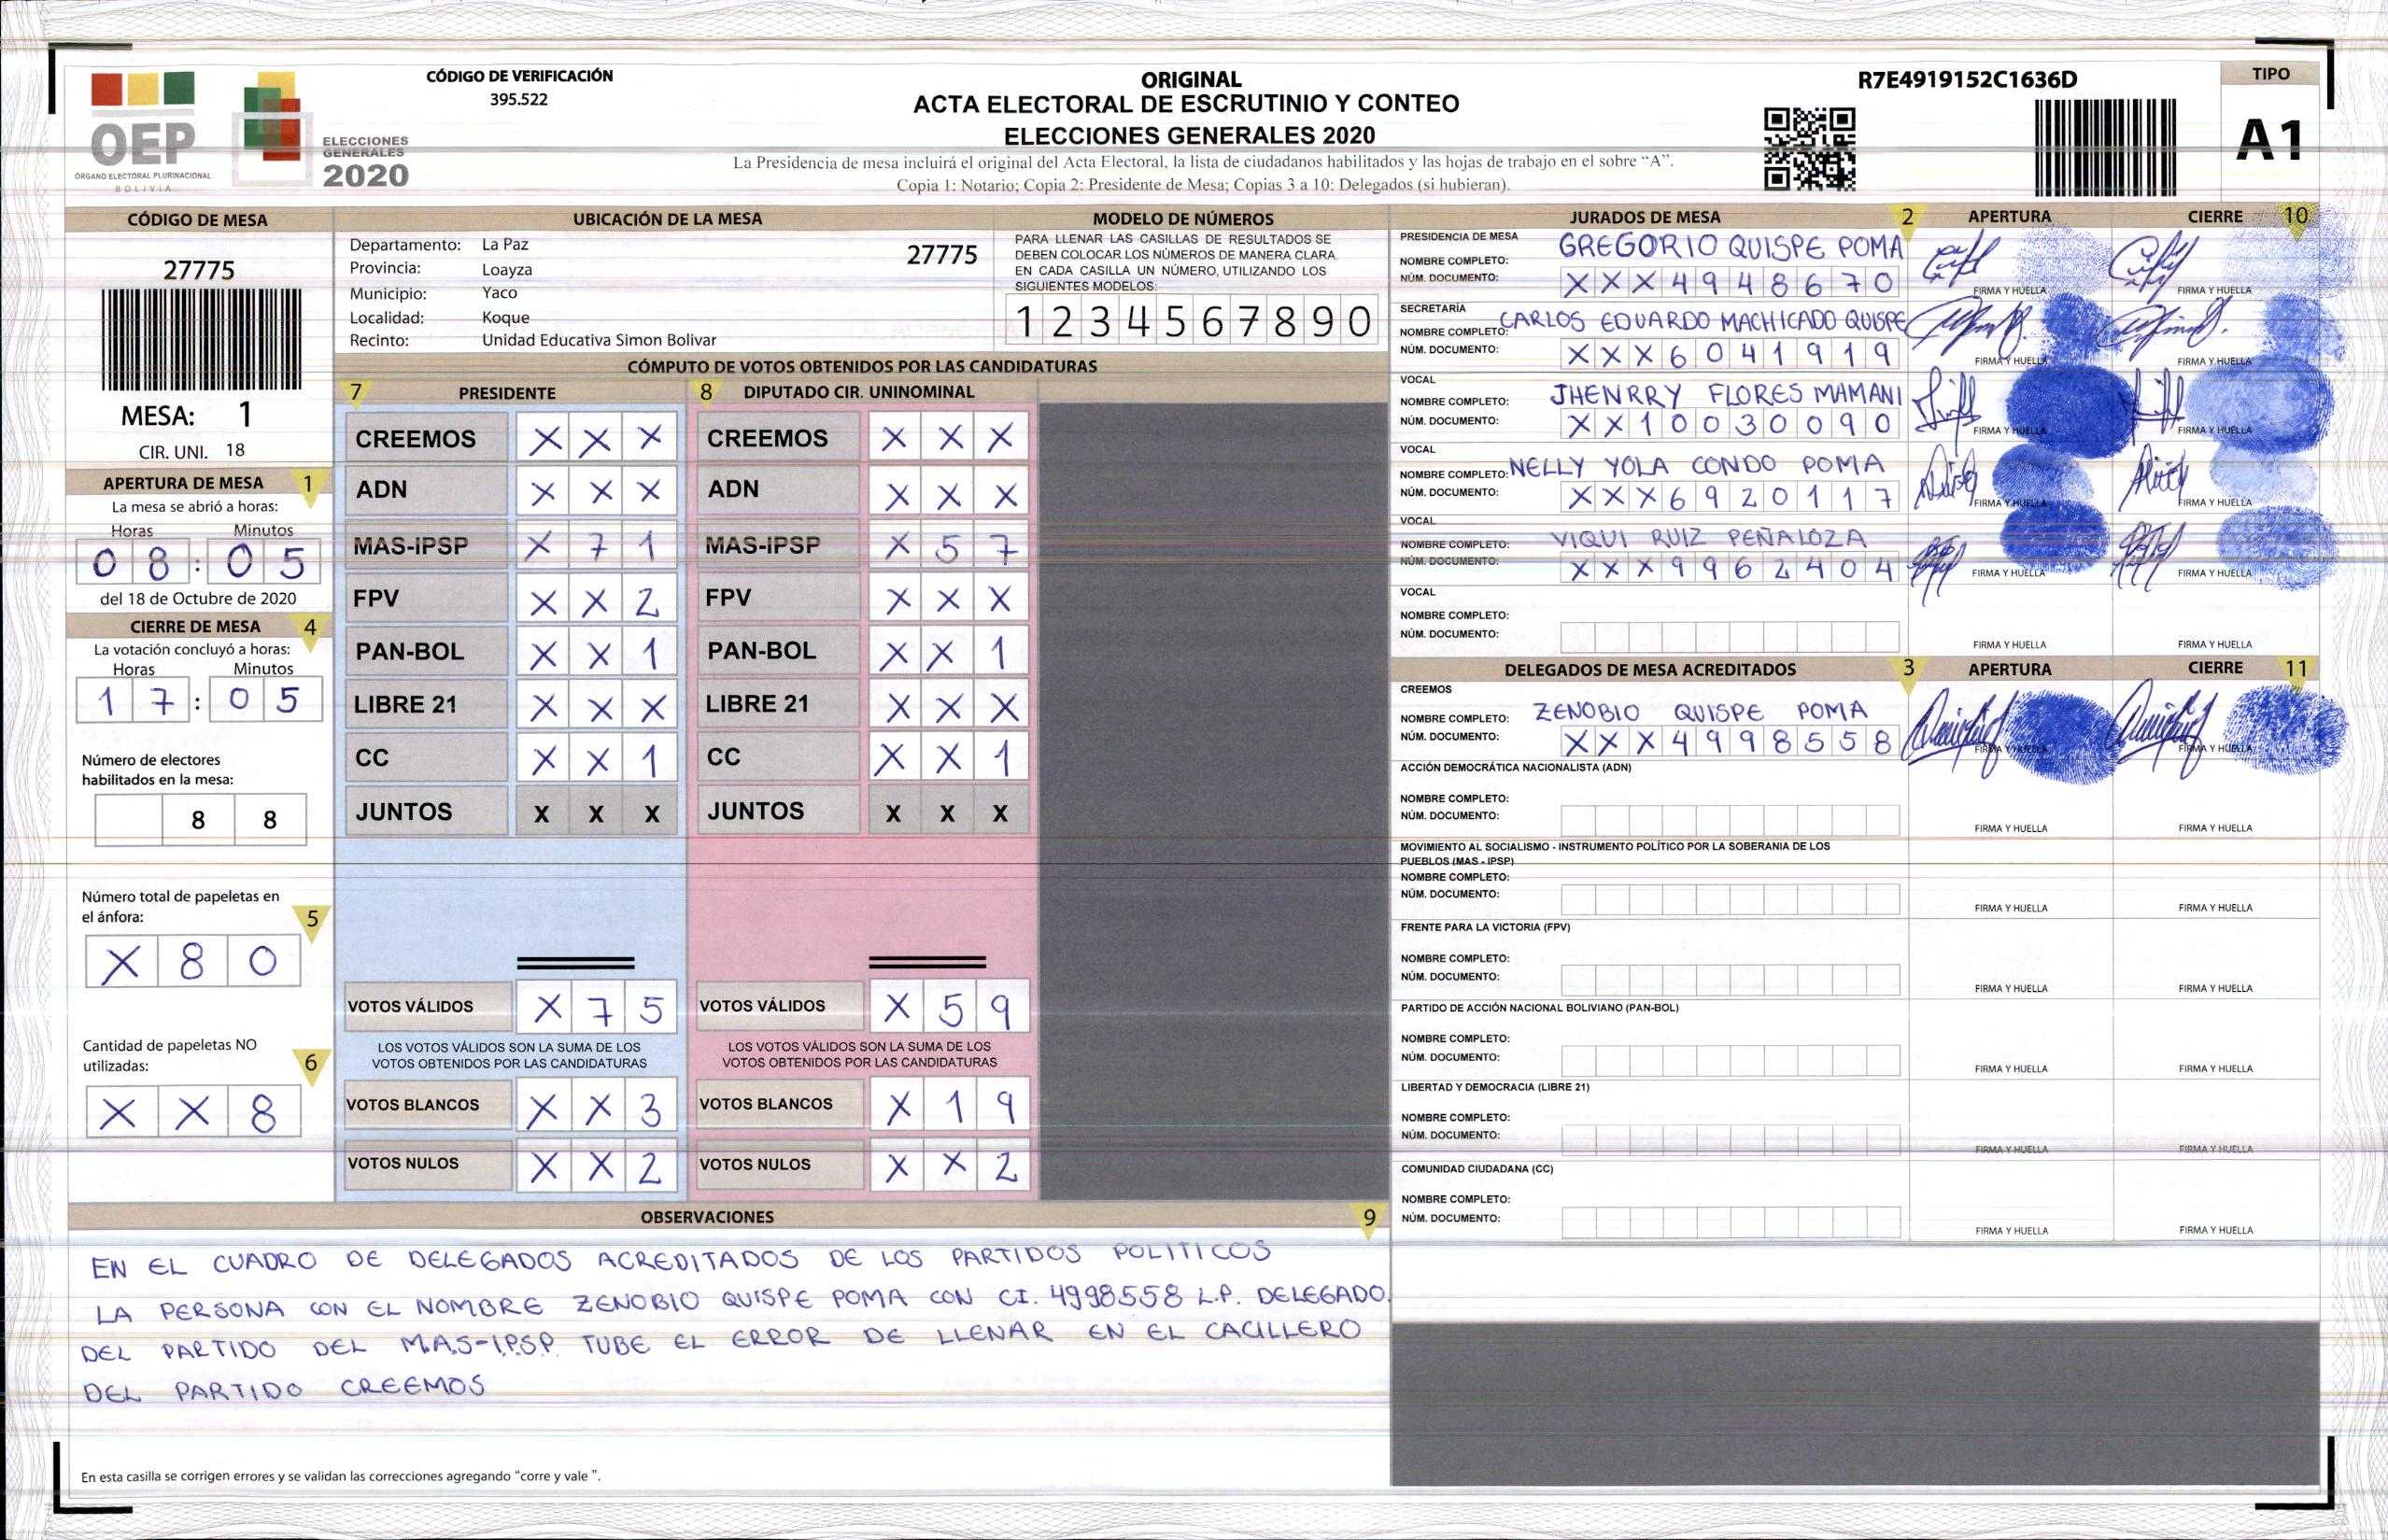 OEP
ÓRGANO ELECTORAL PLURINACIONAL
BOLIVIA
ELECCIONES
GENERALES
2020
CÓDIGO DE VERIFICACIÓN
395.522
ORIGINAL
ACTA ELECTORAL DE ESCRUTINIO Y CONTEO
ELECCIONES GENERALES 2020
La Presidencia de mesa incluirá el original del Acta Electoral, la lista de ciudadanos habilitados y las hojas de trabajo en el sobre “A”.
Copia 1: Notario; Copia 2: Presidente de Mesa; Copias 3 a 10: Delegados (si hubieran).
R7E4919152C1636D
TIPO
A1
CÓDIGO DE MESA
27775
MESA: 1
CIR. UNI. 18
APERTURA DE MESA 1
La mesa se abrió a horas:
Horas Minutos
0 8 : 0 5
del 18 de Octubre de 2020
CIERRE DE MESA 4
La votación concluyó a horas:
Horas Minutos
1 7 : 0 5
Número de electores
habilitados en la mesa:
8 8
Número total de papeletas en
el ánfora: 5
X 8 0
Cantidad de papeletas NO
utilizadas: 6
X X 8
UBICACIÓN DE LA MESA
Departamento: La Paz 27775
Provincia: Loayza
Municipio: Yaco
Localidad: Koque
Recinto: Unidad Educativa Simon Bolivar
MODELO DE NÚMEROS
PARA LLENAR LAS CASILLAS DE RESULTADOS SE
DEBEN COLOCAR LOS NÚMEROS DE MANERA CLARA.
EN CADA CASILLA UN NÚMERO, UTILIZANDO LOS
SIGUIENTES MODELOS:
1 2 3 4 5 6 7 8 9 0
CÓMPUTO DE VOTOS OBTENIDOS POR LAS CANDIDATURAS
7 PRESIDENTE
CREEMOS X X X
ADN X X X
MAS-IPSP X 7 1
FPV X X 2
PAN-BOL X X 1
LIBRE 21 X X X
CC X X 1
JUNTOS X X X
VOTOS VÁLIDOS X 7 5
LOS VOTOS VÁLIDOS SON LA SUMA DE LOS
VOTOS OBTENIDOS POR LAS CANDIDATURAS
VOTOS BLANCOS X X 3
VOTOS NULOS X X 2
8 DIPUTADO CIR. UNINOMINAL
CREEMOS X X X
ADN X X X
MAS-IPSP X 5 7
FPV X X X
PAN-BOL X X 1
LIBRE 21 X X X
CC X X 1
JUNTOS X X X
VOTOS VÁLIDOS X 5 9
LOS VOTOS VÁLIDOS SON LA SUMA DE LOS
VOTOS OBTENIDOS POR LAS CANDIDATURAS
VOTOS BLANCOS X 1 9
VOTOS NULOS X X 2
OBSERVACIONES 9
EN EL CUADRO DE DELEGADOS ACREDITADOS DE LOS PARTIDOS POLITICOS
LA PERSONA CON EL NOMBRE ZENOBIO QUISPE POMA CON CI. 4998558 L.P. DELEGADO.
DEL PARTIDO DEL M.A.S-I.P.S.P. TUBE EL ERROR DE LLENAR EN EL CACILLERO
DEL PARTIDO CREEMOS
En esta casilla se corrigen errores y se validan las correcciones agregando “corre y vale ”.
JURADOS DE MESA 2 APERTURA CIERRE 10
PRESIDENCIA DE MESA
NOMBRE COMPLETO: GREGORIO QUISPE POMA
NÚM. DOCUMENTO: X X X 4 9 4 8 6 7 0
FIRMA Y HUELLA FIRMA Y HUELLA
SECRETARÍA
NOMBRE COMPLETO: CARLOS EDUARDO MACHICADO QUISPE
NÚM. DOCUMENTO: X X X 6 0 4 1 9 1 9
FIRMA Y HUELLA FIRMA Y HUELLA
VOCAL
NOMBRE COMPLETO: JHENRRY FLORES MAMANI
NÚM. DOCUMENTO: X X 1 0 0 3 0 0 9 0
FIRMA Y HUELLA FIRMA Y HUELLA
VOCAL
NOMBRE COMPLETO: NELLY YOLA CONDO POMA
NÚM. DOCUMENTO: X X X 6 9 2 0 1 1 7
FIRMA Y HUELLA FIRMA Y HUELLA
VOCAL
NOMBRE COMPLETO: VIQUI RUIZ PEÑALOZA
NÚM. DOCUMENTO: X X X 9 9 6 2 4 0 4
FIRMA Y HUELLA FIRMA Y HUELLA
VOCAL
NOMBRE COMPLETO:
NÚM. DOCUMENTO:
FIRMA Y HUELLA FIRMA Y HUELLA
DELEGADOS DE MESA ACREDITADOS 3 APERTURA CIERRE 11
CREEMOS
NOMBRE COMPLETO: ZENOBIO QUISPE POMA
NÚM. DOCUMENTO: X X X 4 9 9 8 5 5 8
FIRMA Y HUELLA FIRMA Y HUELLA
ACCIÓN DEMOCRÁTICA NACIONALISTA (ADN)
NOMBRE COMPLETO:
NÚM. DOCUMENTO:
FIRMA Y HUELLA FIRMA Y HUELLA
MOVIMIENTO AL SOCIALISMO - INSTRUMENTO POLÍTICO POR LA SOBERANIA DE LOS
PUEBLOS (MAS - IPSP)
NOMBRE COMPLETO:
NÚM. DOCUMENTO:
FIRMA Y HUELLA FIRMA Y HUELLA
FRENTE PARA LA VICTORIA (FPV)
NOMBRE COMPLETO:
NÚM. DOCUMENTO:
FIRMA Y HUELLA FIRMA Y HUELLA
PARTIDO DE ACCIÓN NACIONAL BOLIVIANO (PAN-BOL)
NOMBRE COMPLETO:
NÚM. DOCUMENTO:
FIRMA Y HUELLA FIRMA Y HUELLA
LIBERTAD Y DEMOCRACIA (LIBRE 21)
NOMBRE COMPLETO:
NÚM. DOCUMENTO:
FIRMA Y HUELLA FIRMA Y HUELLA
COMUNIDAD CIUDADANA (CC)
NOMBRE COMPLETO:
NÚM. DOCUMENTO:
FIRMA Y HUELLA FIRMA Y HUELLA